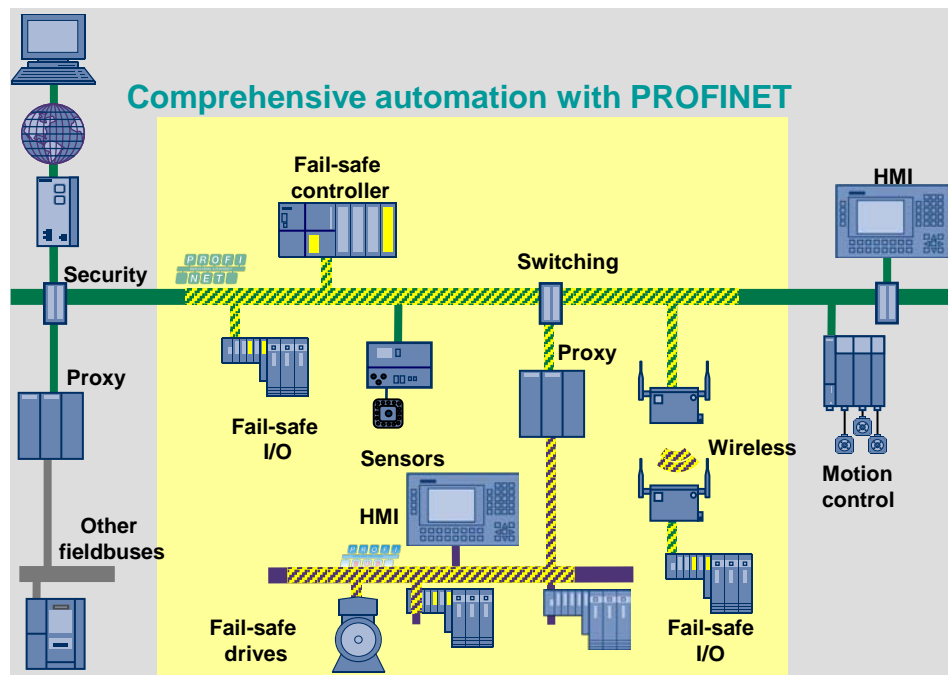 Comprehensive automation with PROFINET
Fail-safe
controller
HMI
PROFI
NET
Security
Switching
Proxy
Proxy
Fail-safe
I/O
Sensors
Wireless
Motion
control
HMI
Other
fieldbuses
Fail-safe
drives
Fail-safe
I/O